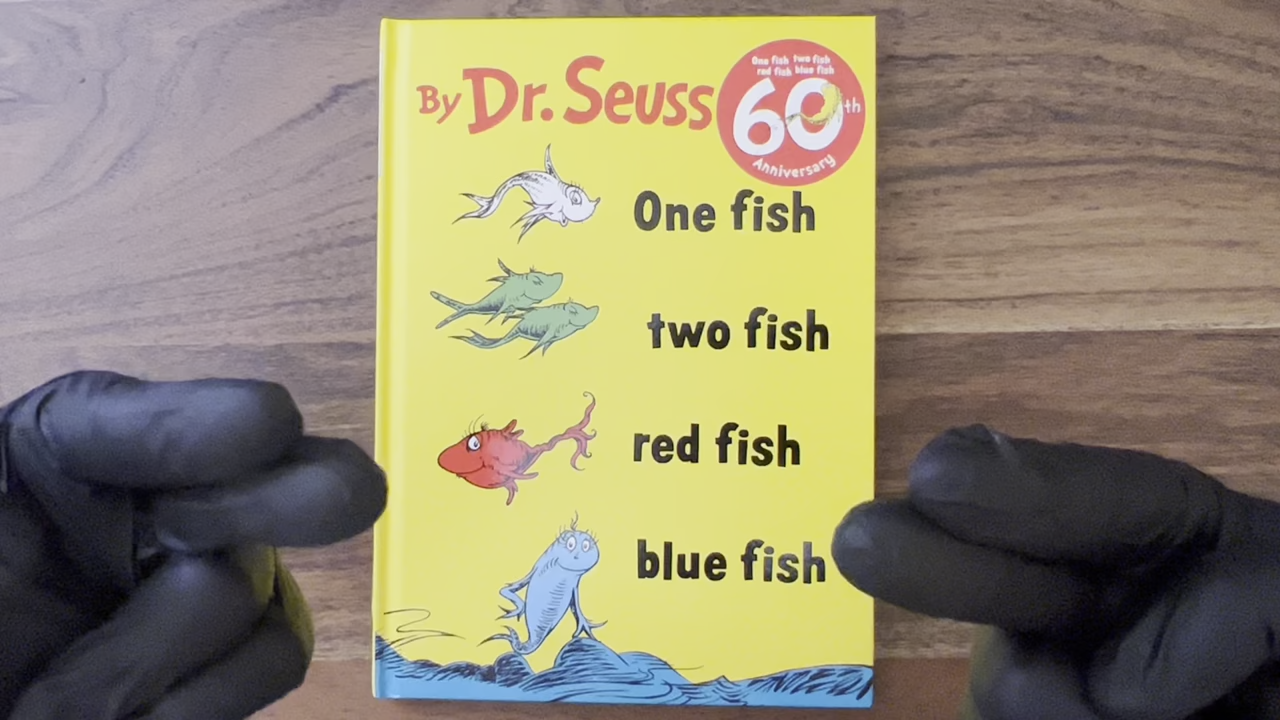 By Dr. Seuss
One fish two fish
red fish blue fish
60th
Anniversary
One fish
two fish
red fish
blue fish